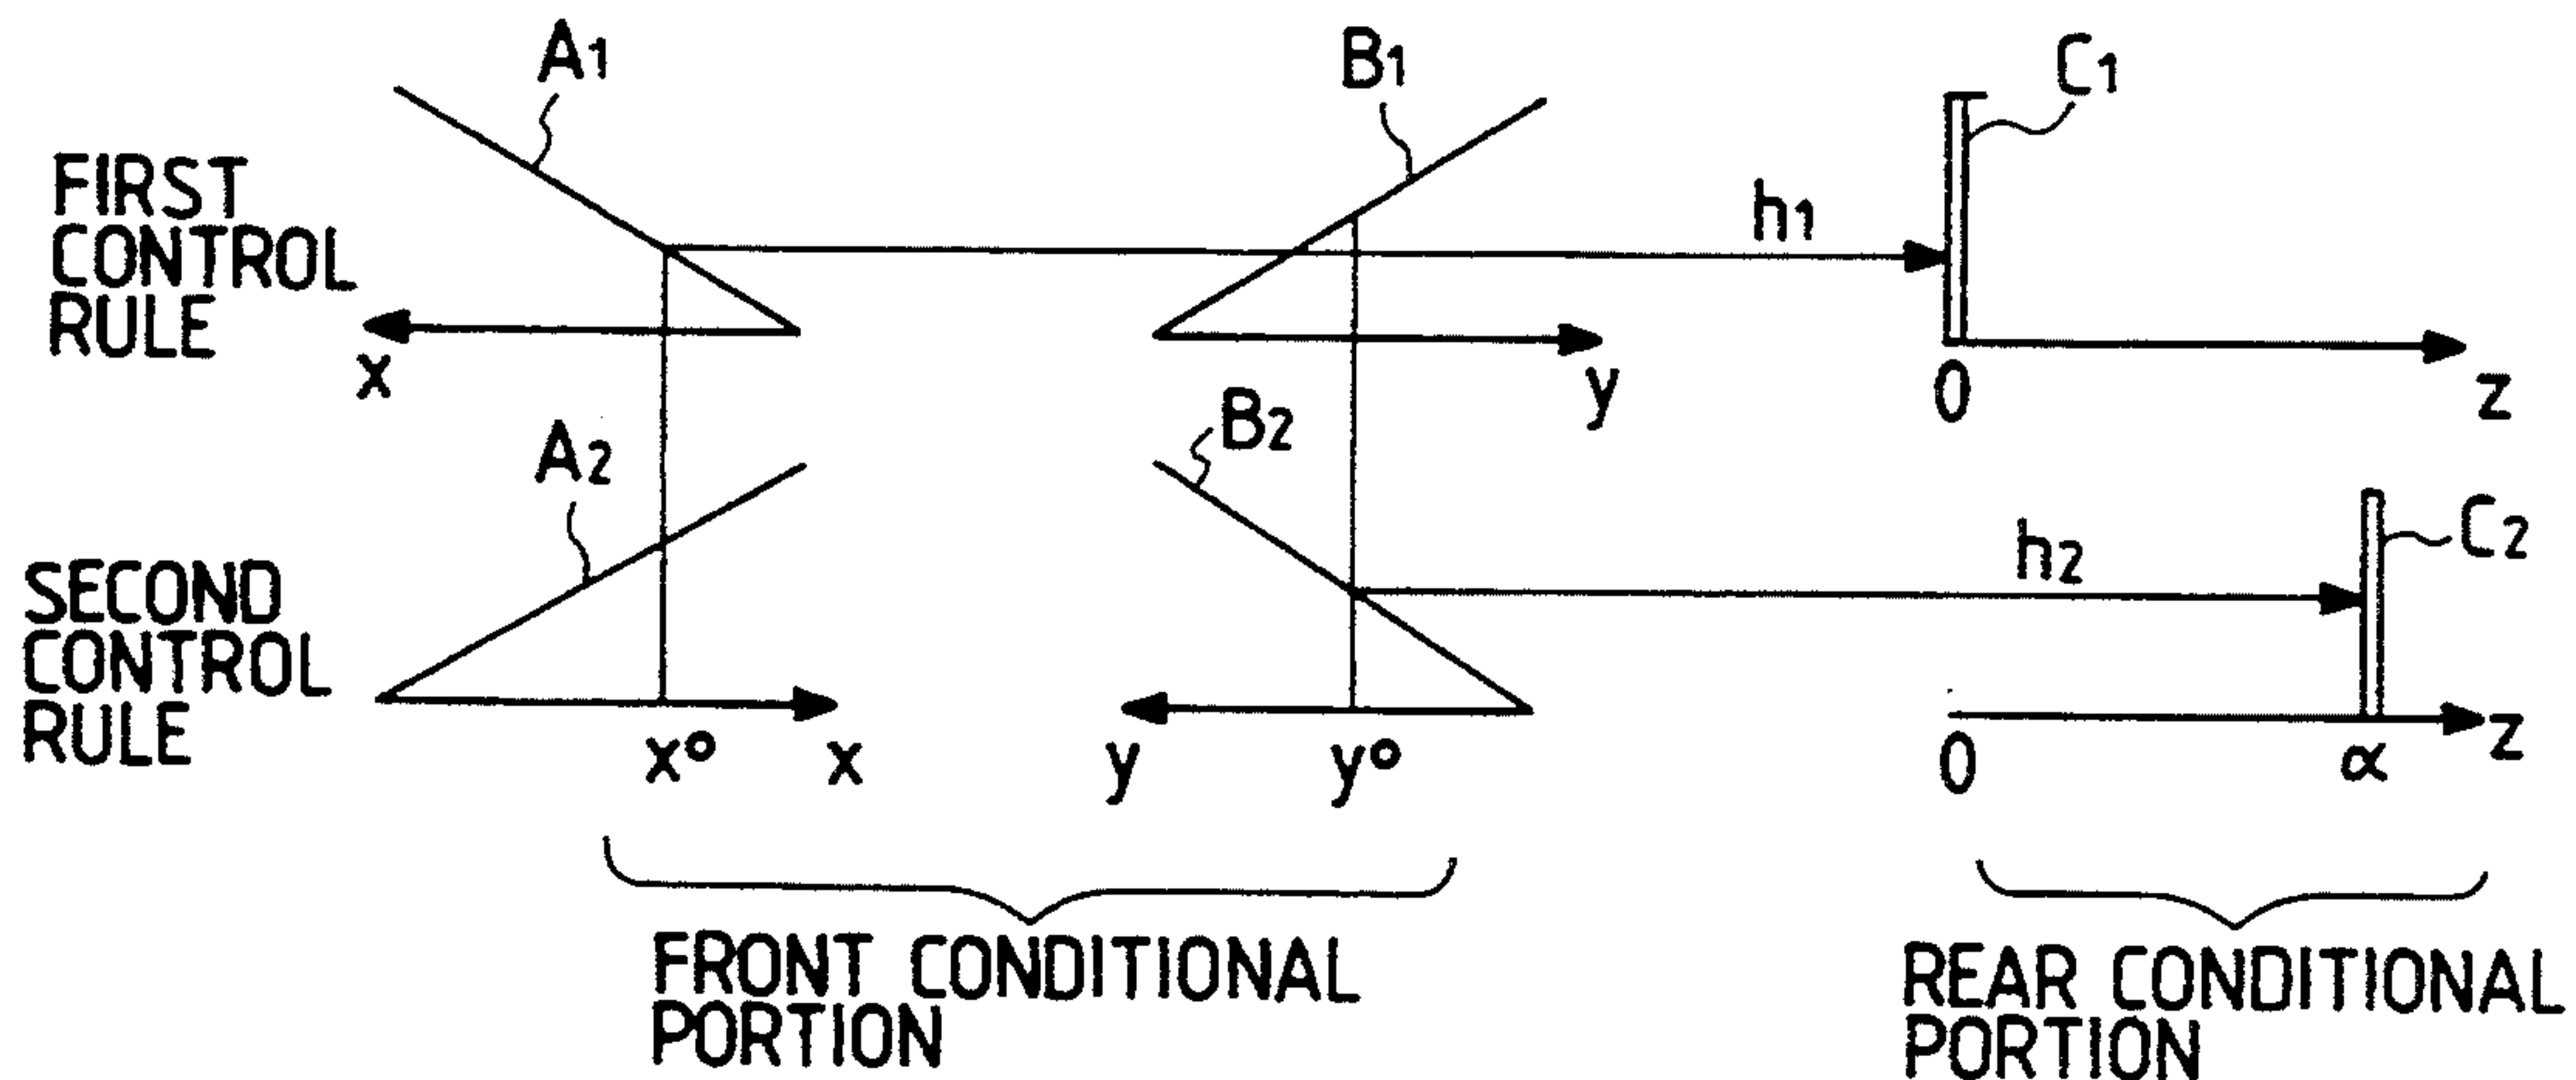 A1
B1
C1
FIRST
CONTROL
RULE
h1
x
y
0
z
A2
B2
C2
SECOND
CONTROL
RULE
h2
x°
x
y
y°
0
α
z
FRONT CONDITIONAL
PORTION
REAR CONDITIONAL
PORTION